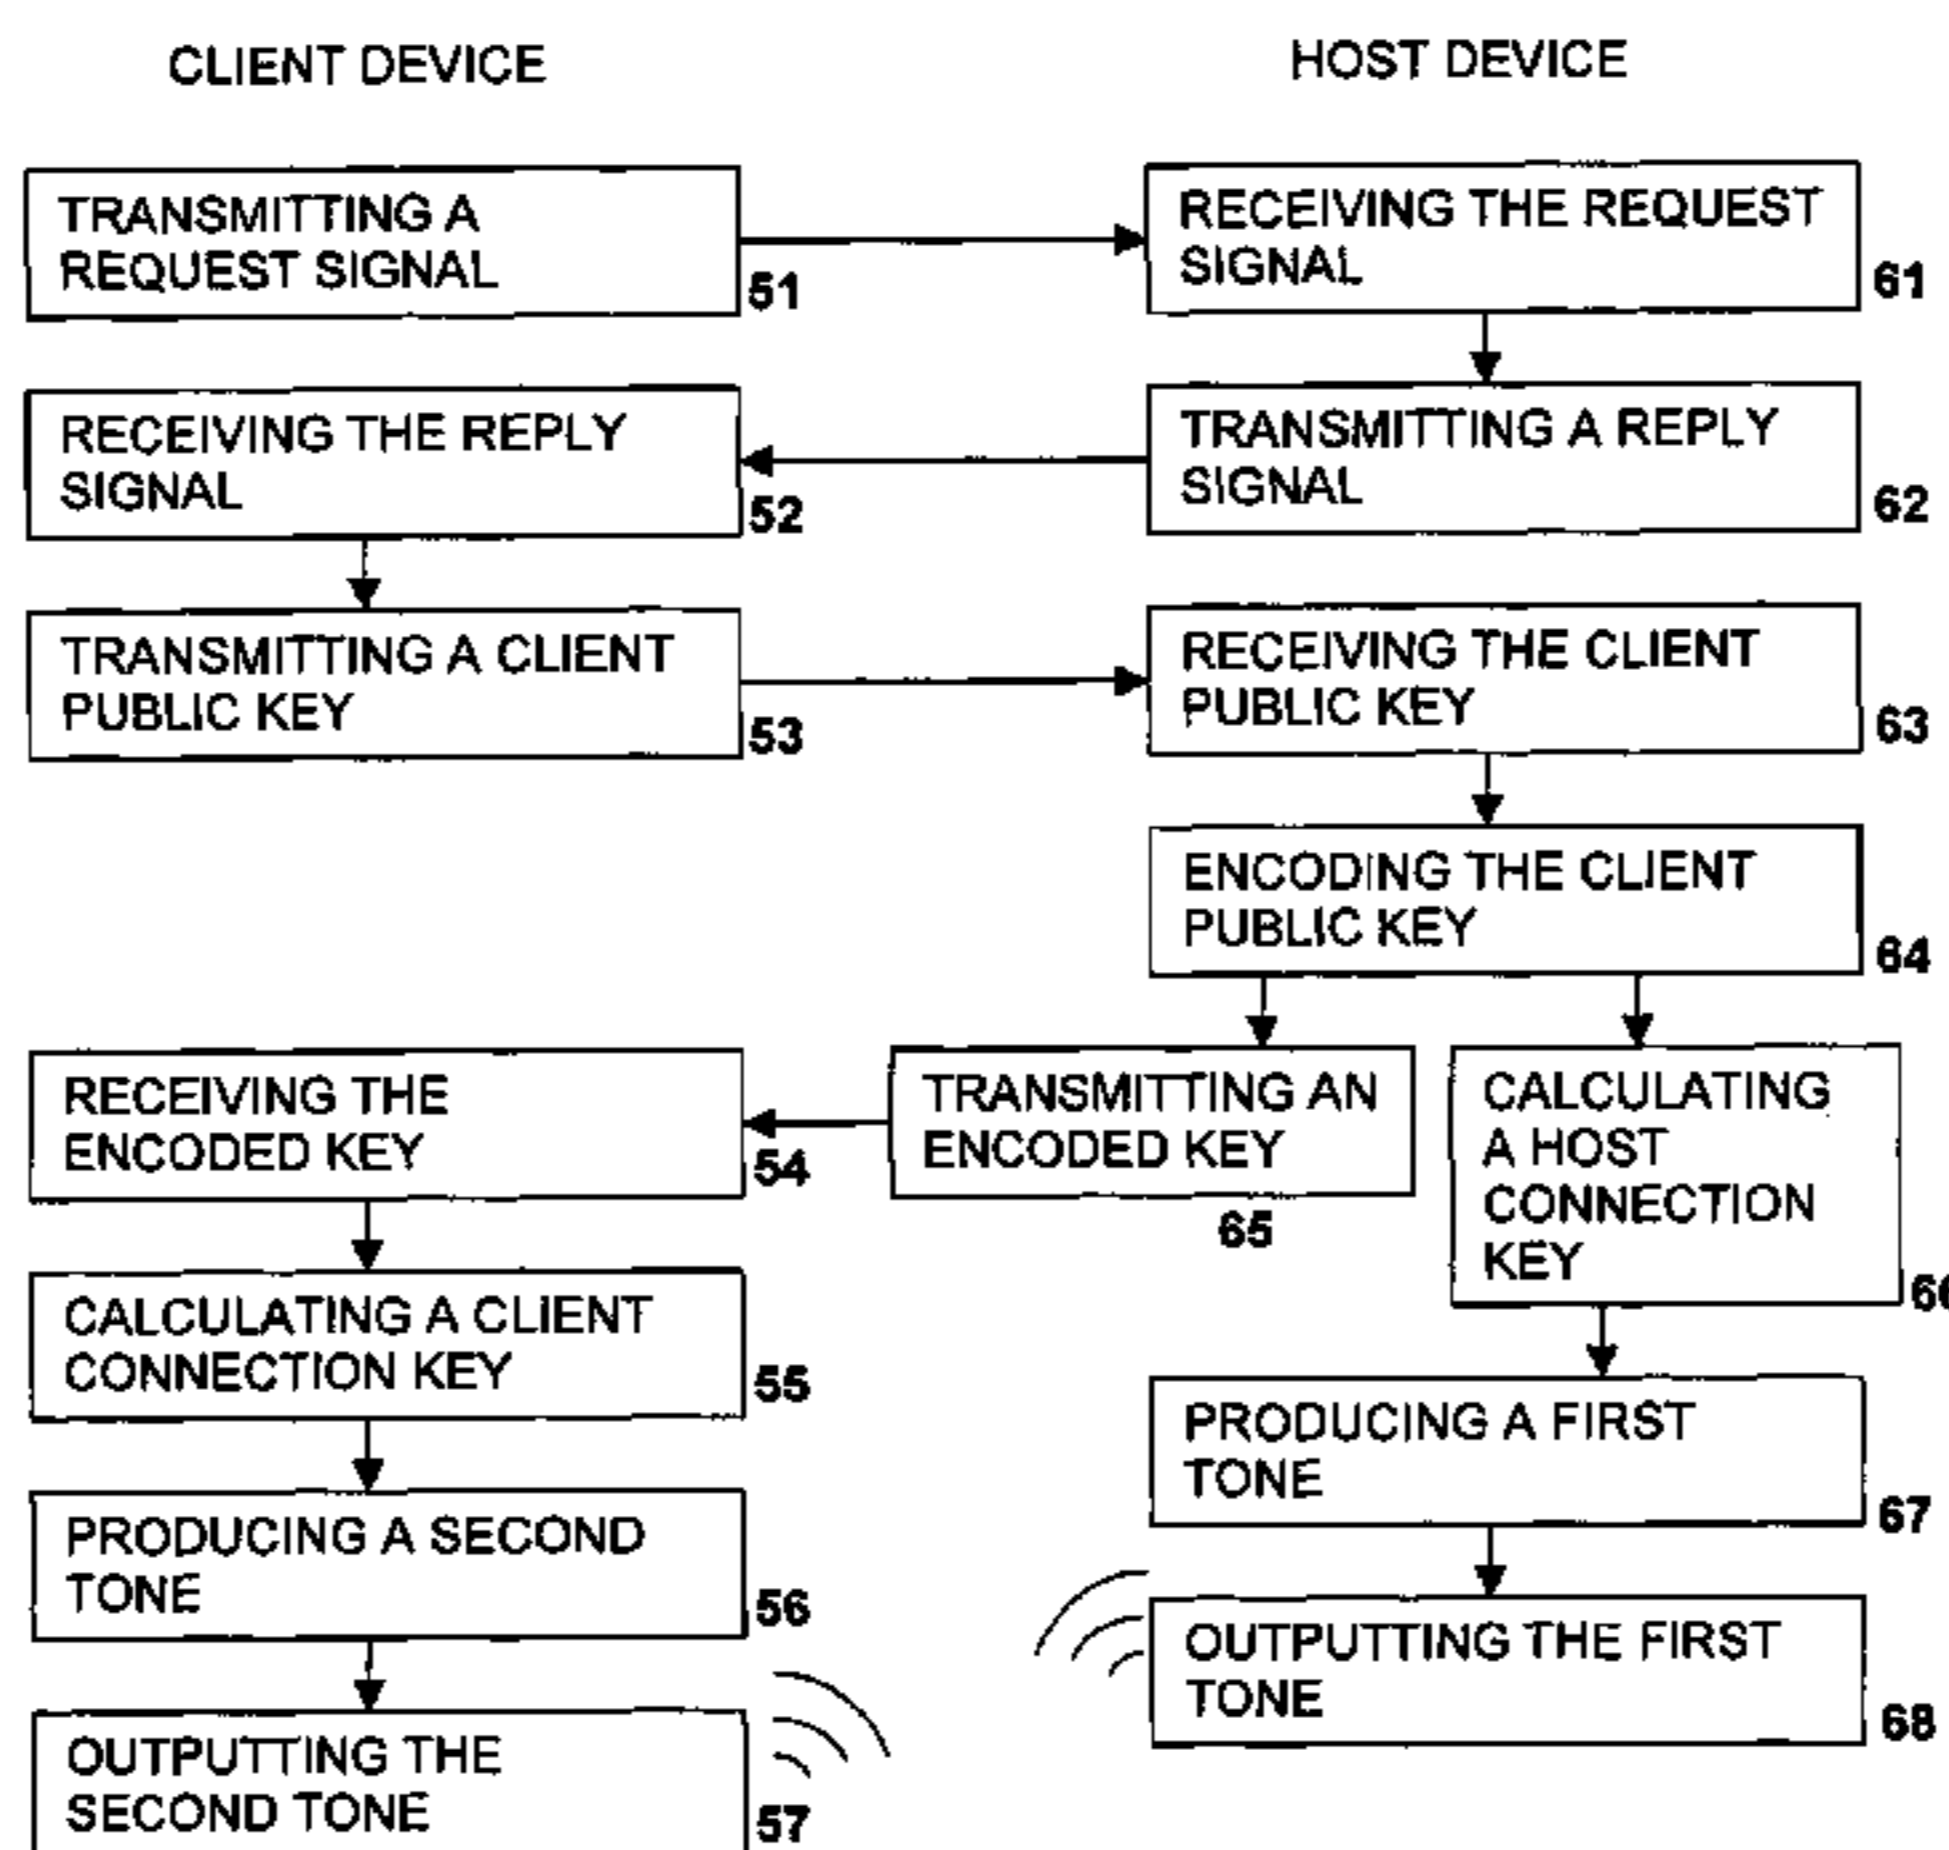 CLIENT DEVICE
HOST DEVICE
TRANSMITTING A
REQUEST SIGNAL
51
RECEIVING THE REQUEST
SIGNAL
61
RECEIVING THE REPLY
SIGNAL
52
TRANSMITTING A REPLY
SIGNAL
62
TRANSMITTING A CLIENT
PUBLIC KEY
53
RECEIVING THE CLIENT
PUBLIC KEY
63
ENCODING THE CLIENT
PUBLIC KEY
64
RECEIVING THE
ENCODED KEY
54
TRANSMITTING AN
ENCODED KEY
65
CALCULATING
A HOST
CONNECTION
KEY
CALCULATING A CLIENT
CONNECTION KEY
55
PRODUCING A FIRST
TONE
67
PRODUCING A SECOND
TONE
56
OUTPUTTING THE FIRST
TONE
68
OUTPUTTING THE
SECOND TONE
57